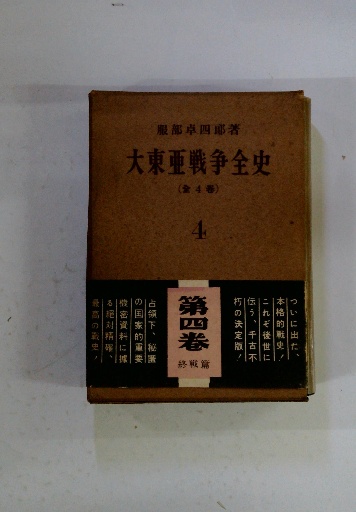 服部卓四郎著
大東亜戦争全史
(全4巻)
4
ついに出た、
本格的戦史!
これぞ後世に
伝う、千古不
朽の決定版!
第四巻
終戦篇
占領下、秘匿
の国家的重要
機密資料に據
る絶対精確、
最高の戦史!